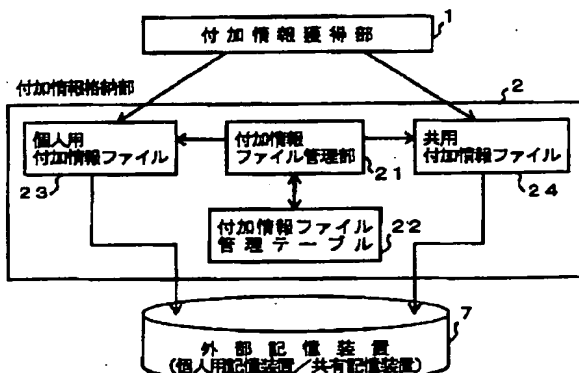 付加情報獲得部
1
付加情報格納部
2
個人用
付加情報ファイル
23
付加情報
ファイル管理部
21
共用
付加情報ファイル
24
付加情報ファイル
管理テーブル
22
7
外部記憶装置
(個人用記憶装置/共有記憶装置)